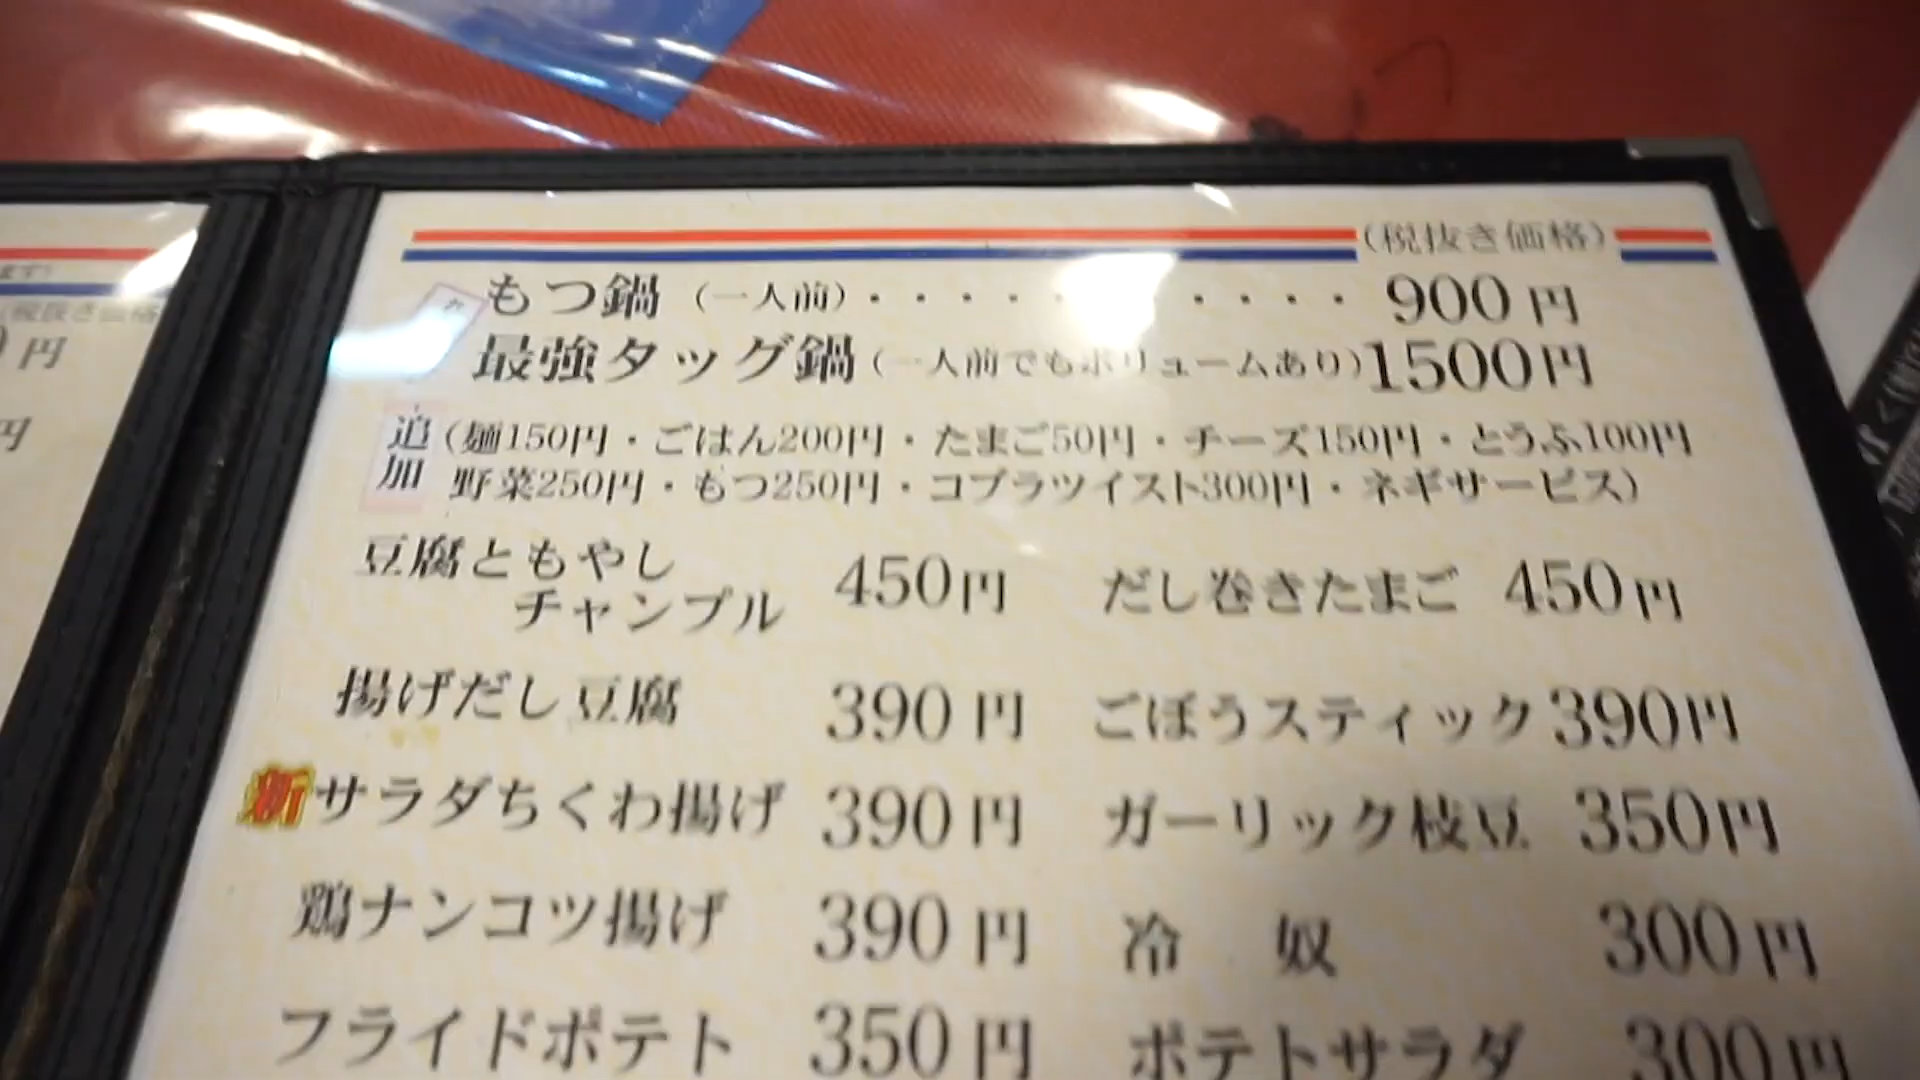 (税抜き価格)
もつ鍋 (一人前)・・・・・・・・・・ 900円
最強タッグ鍋(一人前でもボリュームあり)1500円
追加 (麺150円・ごはん200円・たまご50円・チーズ150円・とうふ100円
野菜250円・もつ250円・コブラツイスト300円・ネギサービス)
豆腐ともやし
チャンプル 450円
だし巻きたまご 450円
揚げだし豆腐 390円
ごぼうスティック 390円
新 サラダちくわ揚げ 390円
ガーリック枝豆 350円
鶏ナンコツ揚げ 390円
冷 奴 300円
フライドポテト 350円
ポテトサラダ 300円